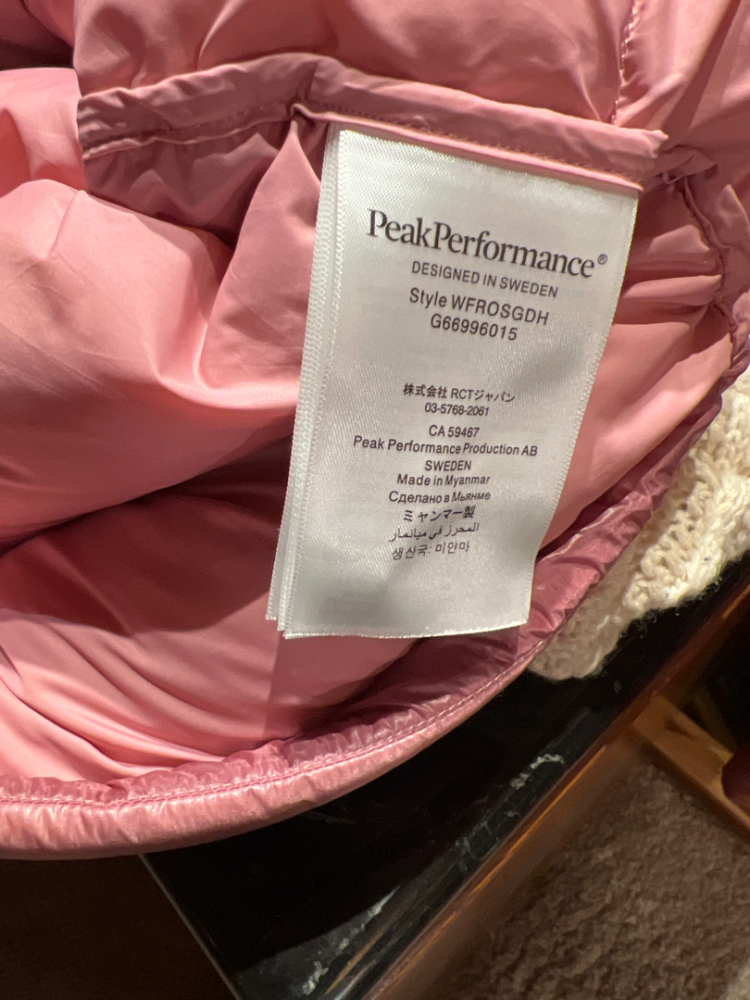 PeakPerformance®
DESIGNED IN SWEDEN
Style WFROSGDH
G66996015
株式会社 RCTジャパン
03-5768-2061
CA 59467
Peak Performance Production AB
SWEDEN
Made in Myanmar
Сделано в Мьянме
ミャンマー製
المحرز في ميانمار
생산국: 미얀마